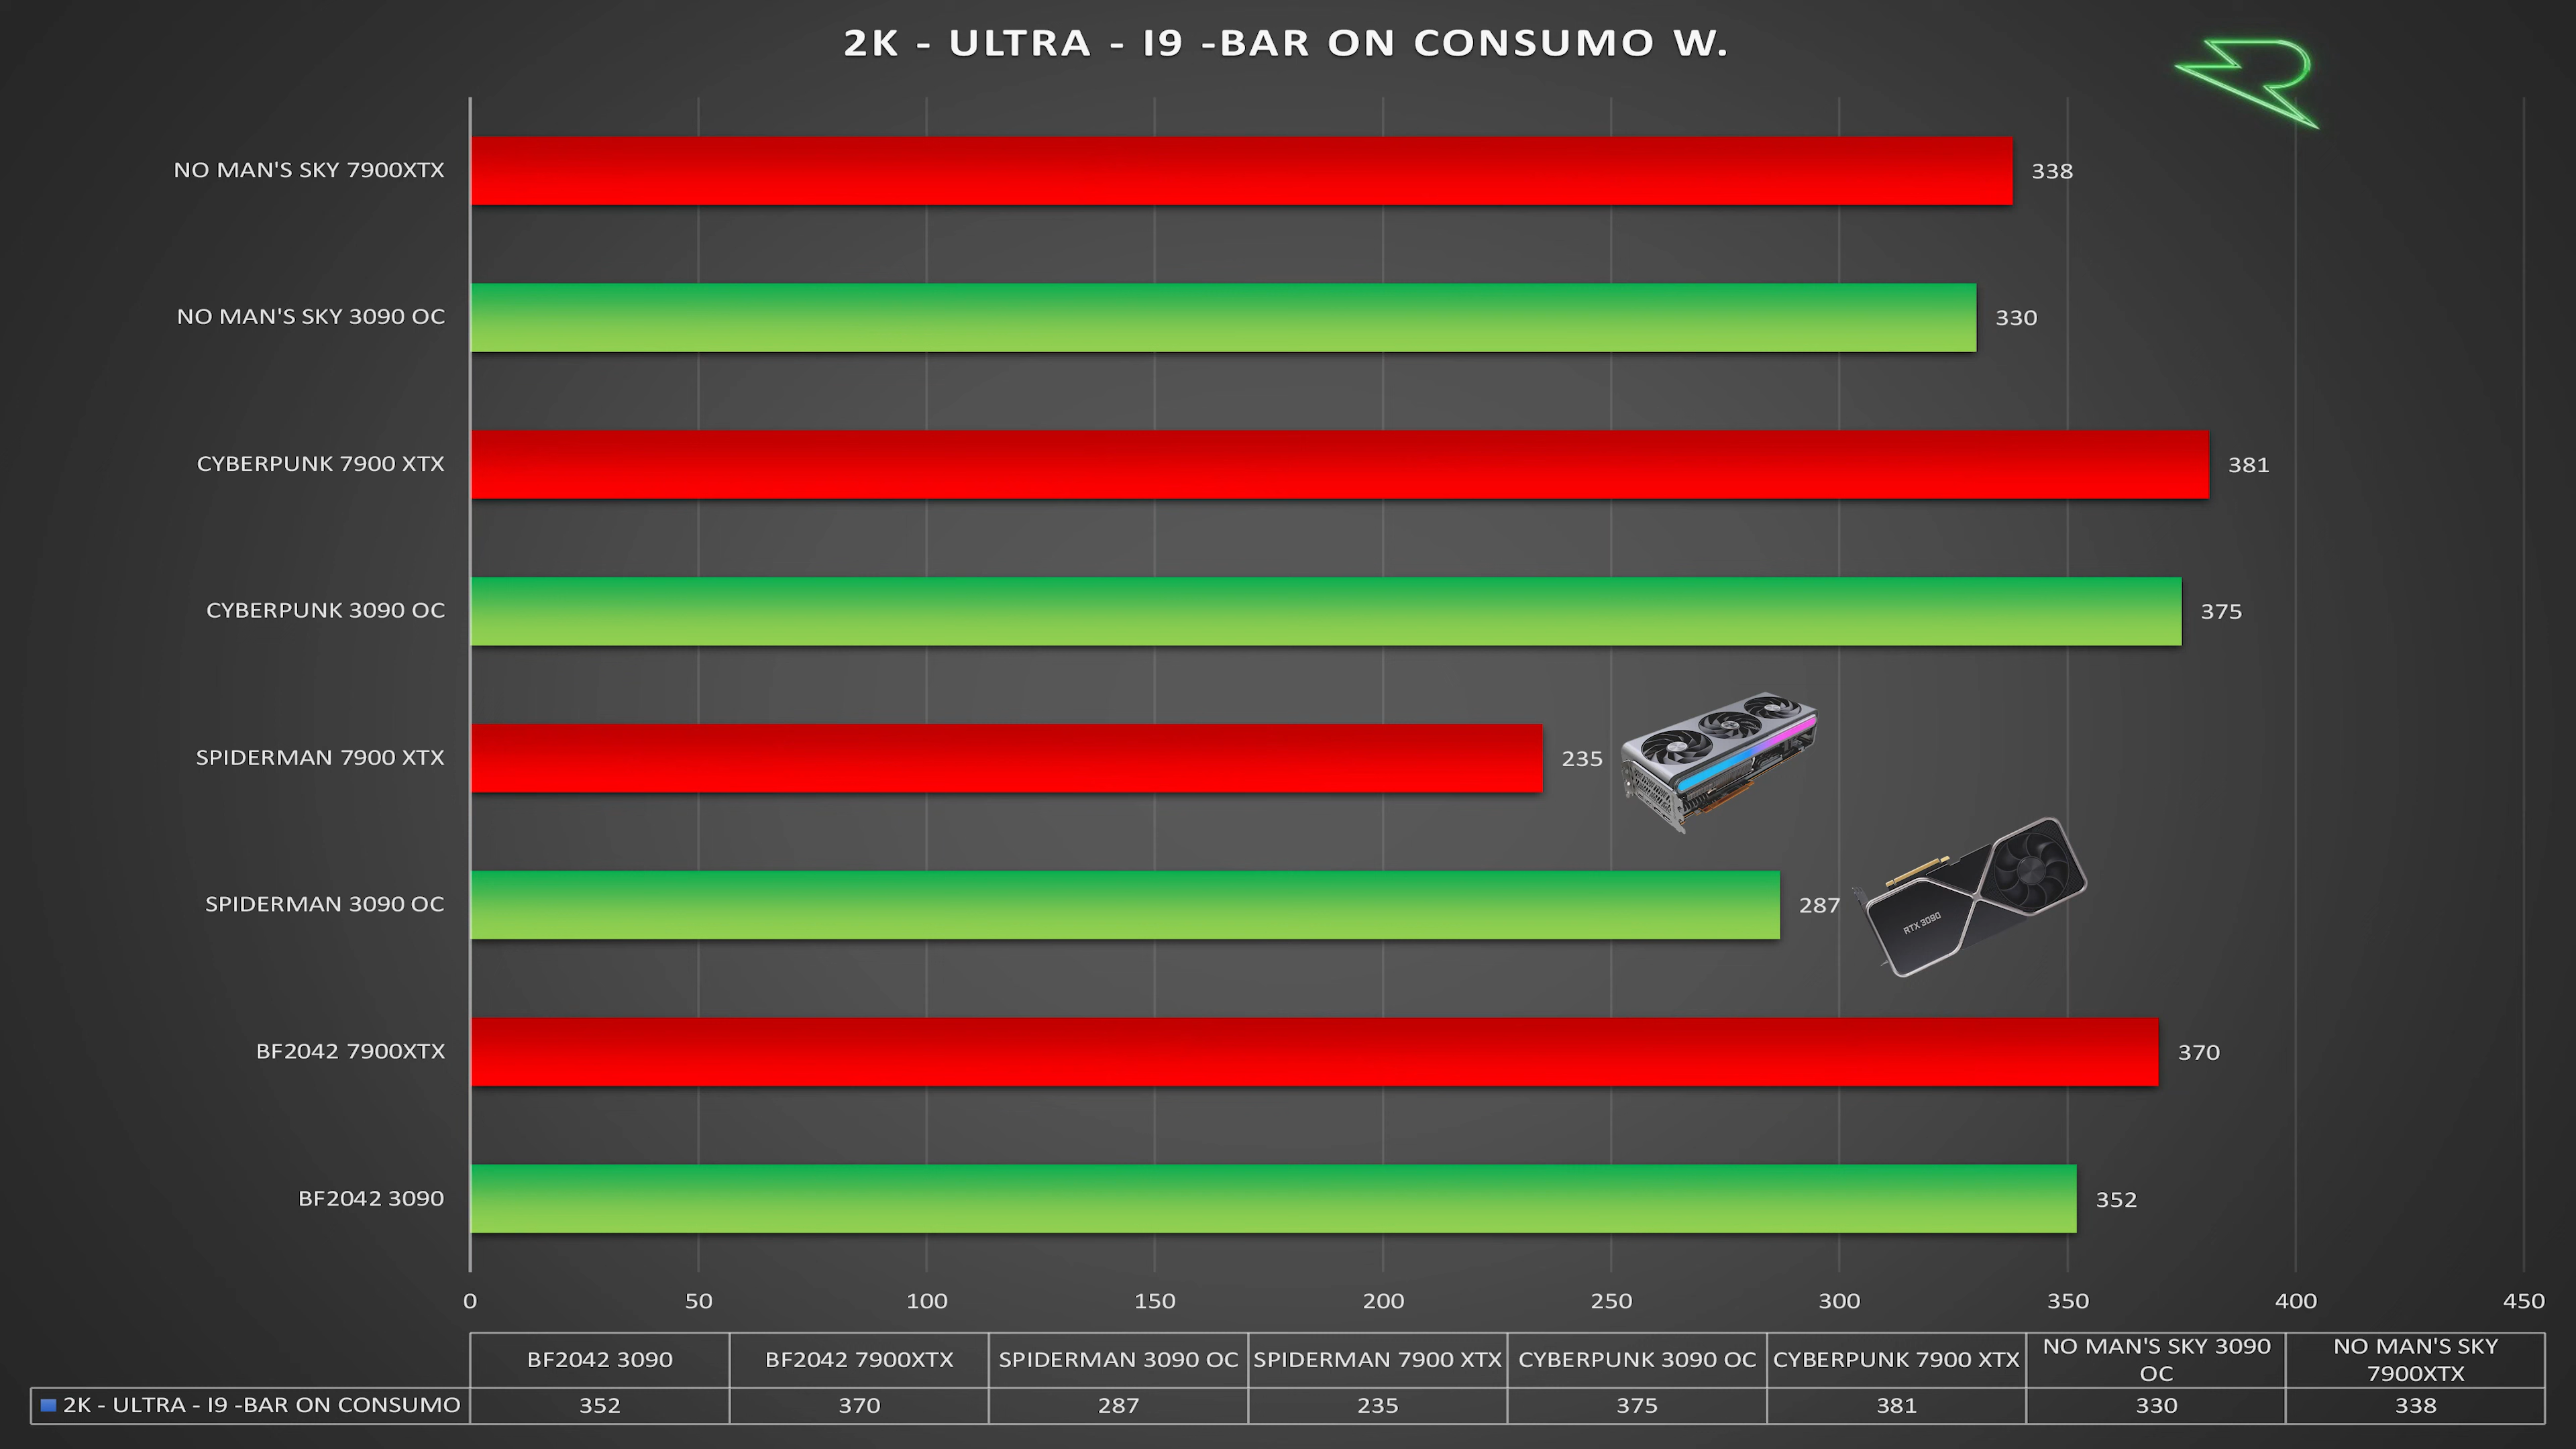 2K - ULTRA - I9 -BAR ON CONSUMO W.
NO MAN'S SKY 7900XTX
338
NO MAN'S SKY 3090 OC
330
CYBERPUNK 7900 XTX
381
CYBERPUNK 3090 OC
375
SPIDERMAN 7900 XTX
235
SPIDERMAN 3090 OC
287
RTX 3090
BF2042 7900XTX
370
BF2042 3090
352
0 50 100 150 200 250 300 350 400 450
BF2042 3090 BF2042 7900XTX SPIDERMAN 3090 OC SPIDERMAN 7900 XTX CYBERPUNK 3090 OC CYBERPUNK 7900 XTX NO MAN'S SKY 3090 OC NO MAN'S SKY 7900XTX
2K - ULTRA - I9 -BAR ON CONSUMO 352 370 287 235 375 381 330 338